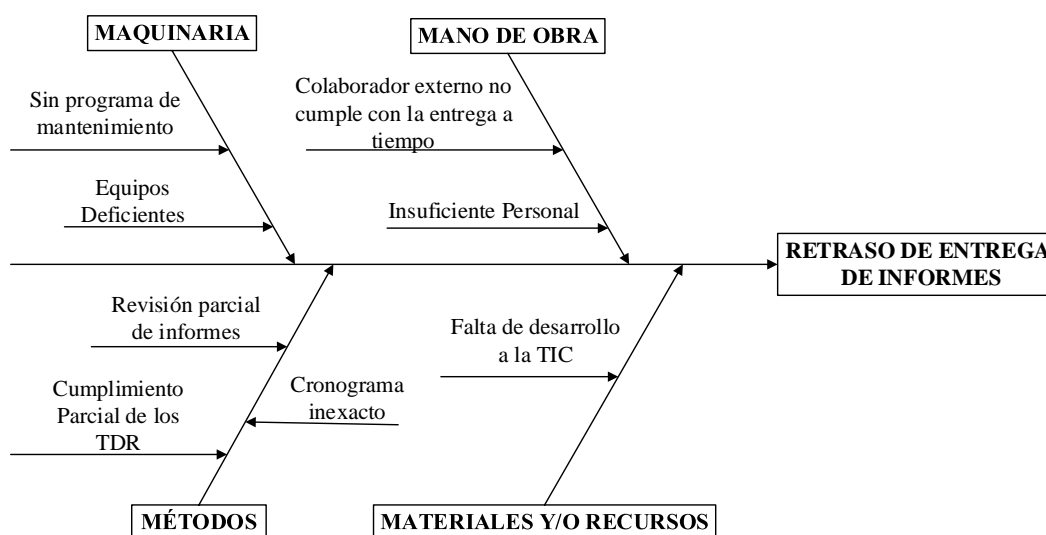 MAQUINARIA
MANO DE OBRA
Sin programa de
mantenimiento
Colaborador externo no
cumple con la entrega a
tiempo
Equipos
Deficientes
Insuficiente Personal
RETRASO DE ENTREGA
DE INFORMES
Revisión parcial
de informes
Falta de desarrollo
a la TIC
Cumplimiento
Parcial de los
TDR
Cronograma
inexacto
MÉTODOS
MATERIALES Y/O RECURSOS